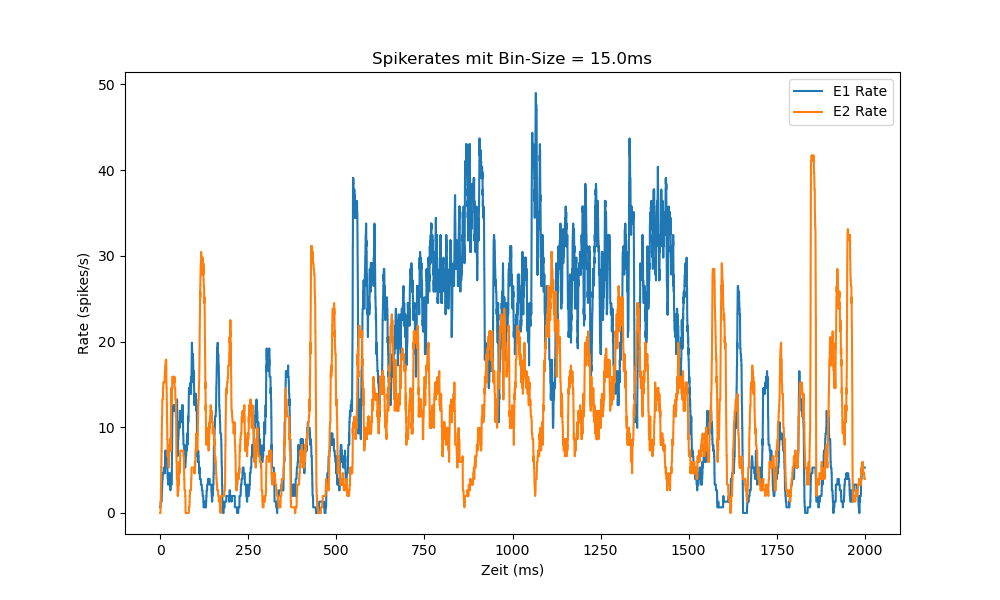 Spikerates mit Bin-Size = 15.0ms
E1 Rate
E2 Rate
50
40
30
20
10
0
Rate (spikes/s)
0 250 500 750 1000 1250 1500 1750 2000
Zeit (ms)